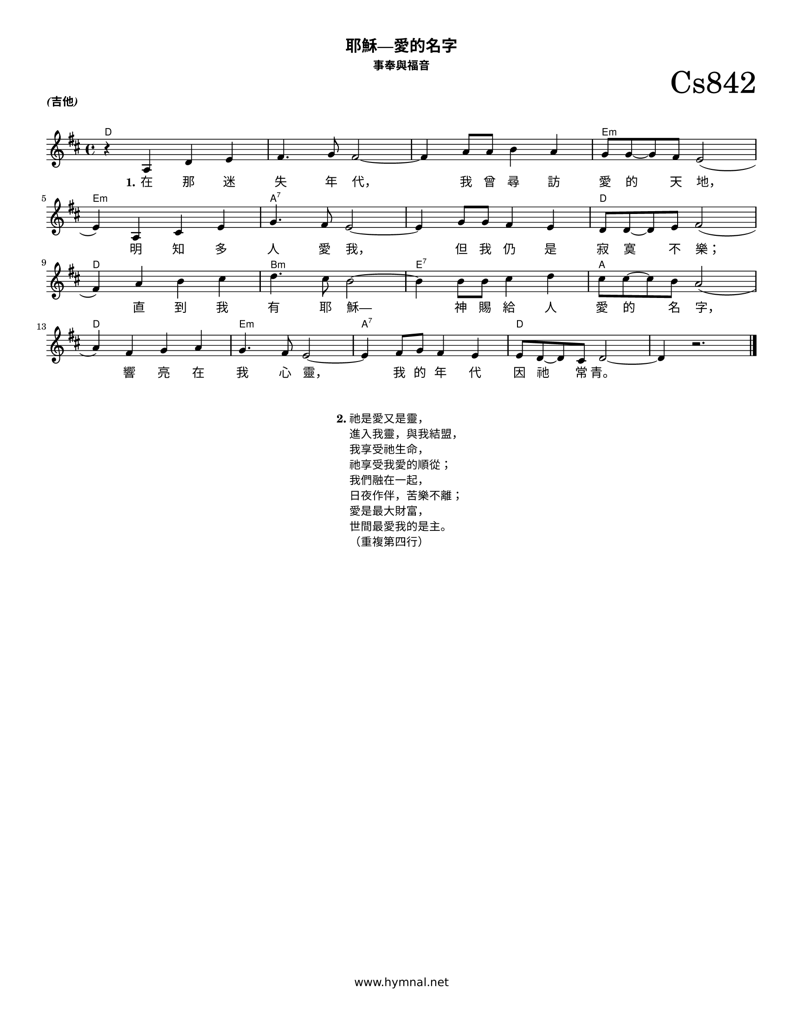 耶穌—愛的名字
事奉與福音
Cs842
(吉他)
D Em
1. 在 那 迷 失 年 代， 我 曾 尋 訪 愛 的 天 地，
5 Em A7 D
明 知 多 人 愛 我， 但 我 仍 是 寂 寞 不 樂；
9 D Bm E7 A
直 到 我 有 耶 穌— 神 賜 給 人 愛 的 名 字，
13 D Em A7 D
響 亮 在 我 心 靈， 我 的 年 代 因 祂 常 青。
2. 祂是愛又是靈，
進入我靈，與我結盟，
我享受祂生命，
祂享受我愛的順從；
我們融在一起，
日夜作伴，苦樂不離；
愛是最大財富，
世間最愛我的是主。
（重複第四行）
www.hymnal.net